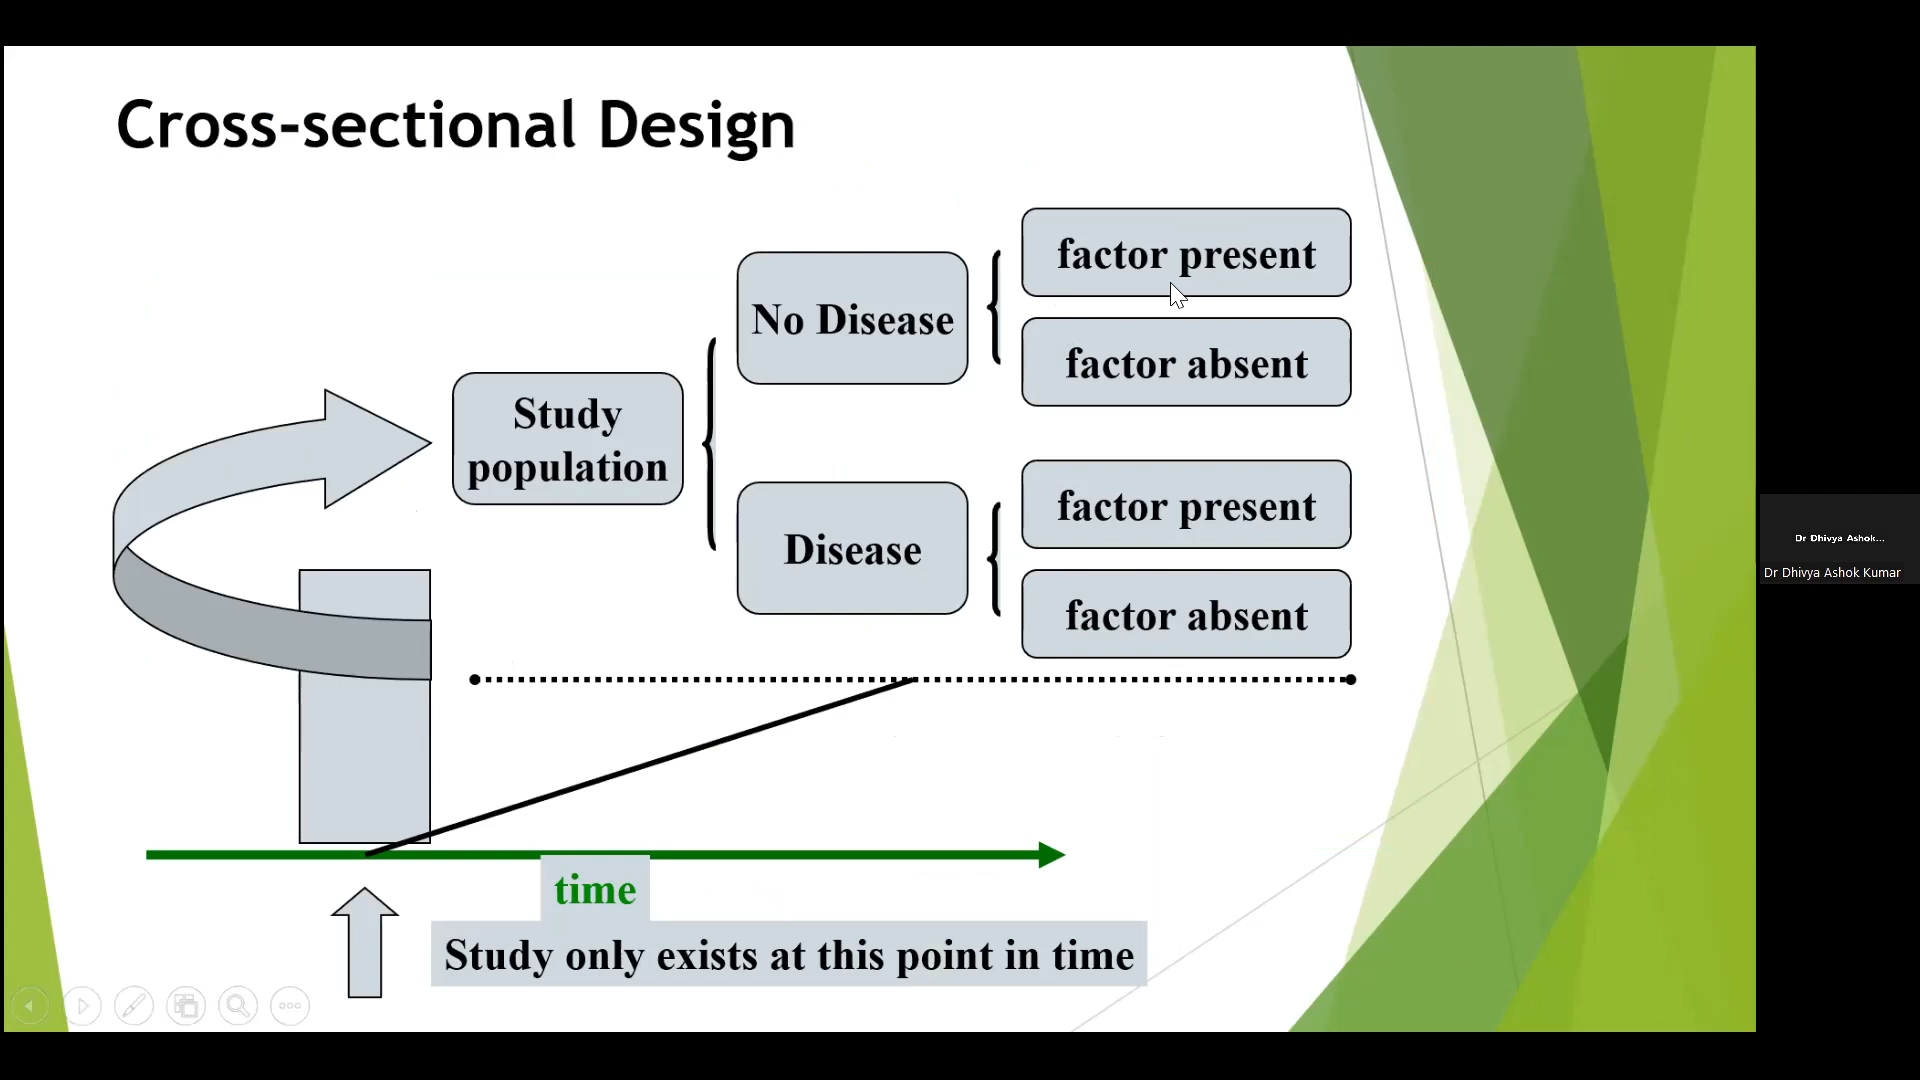 Cross-sectional Design
factor present
No Disease
factor absent
Study
population
factor present
Disease
factor absent
time
Study only exists at this point in time
Dr Dhivya Ashok...
Dr Dhivya Ashok Kumar